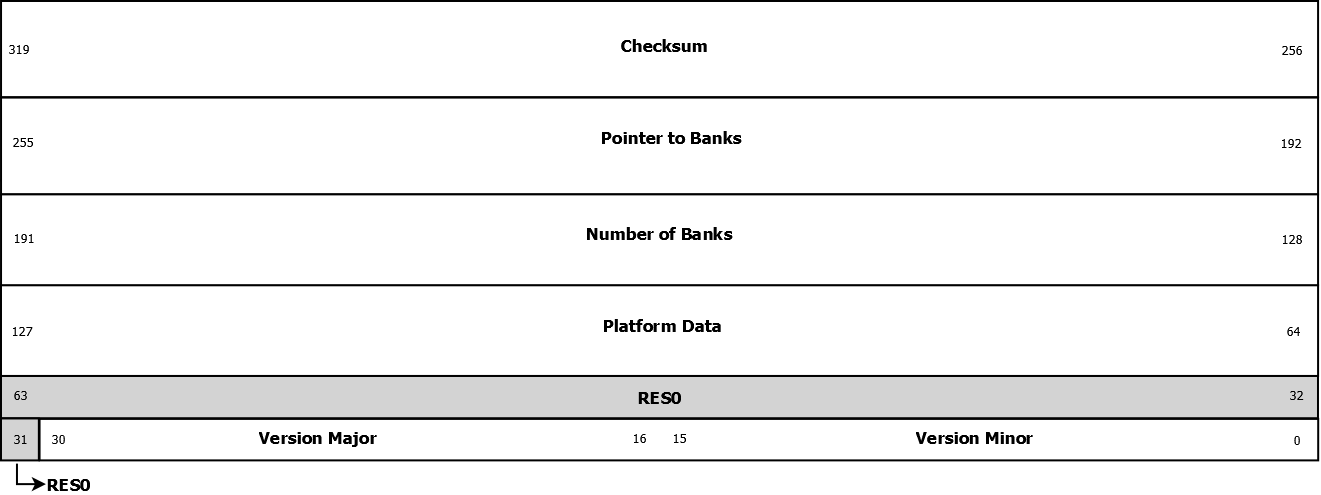 319 Checksum 256
255 Pointer to Banks 192
191 Number of Banks 128
127 Platform Data 64
63 RES0 32
31 30 Version Major 16 15 Version Minor 0
RES0